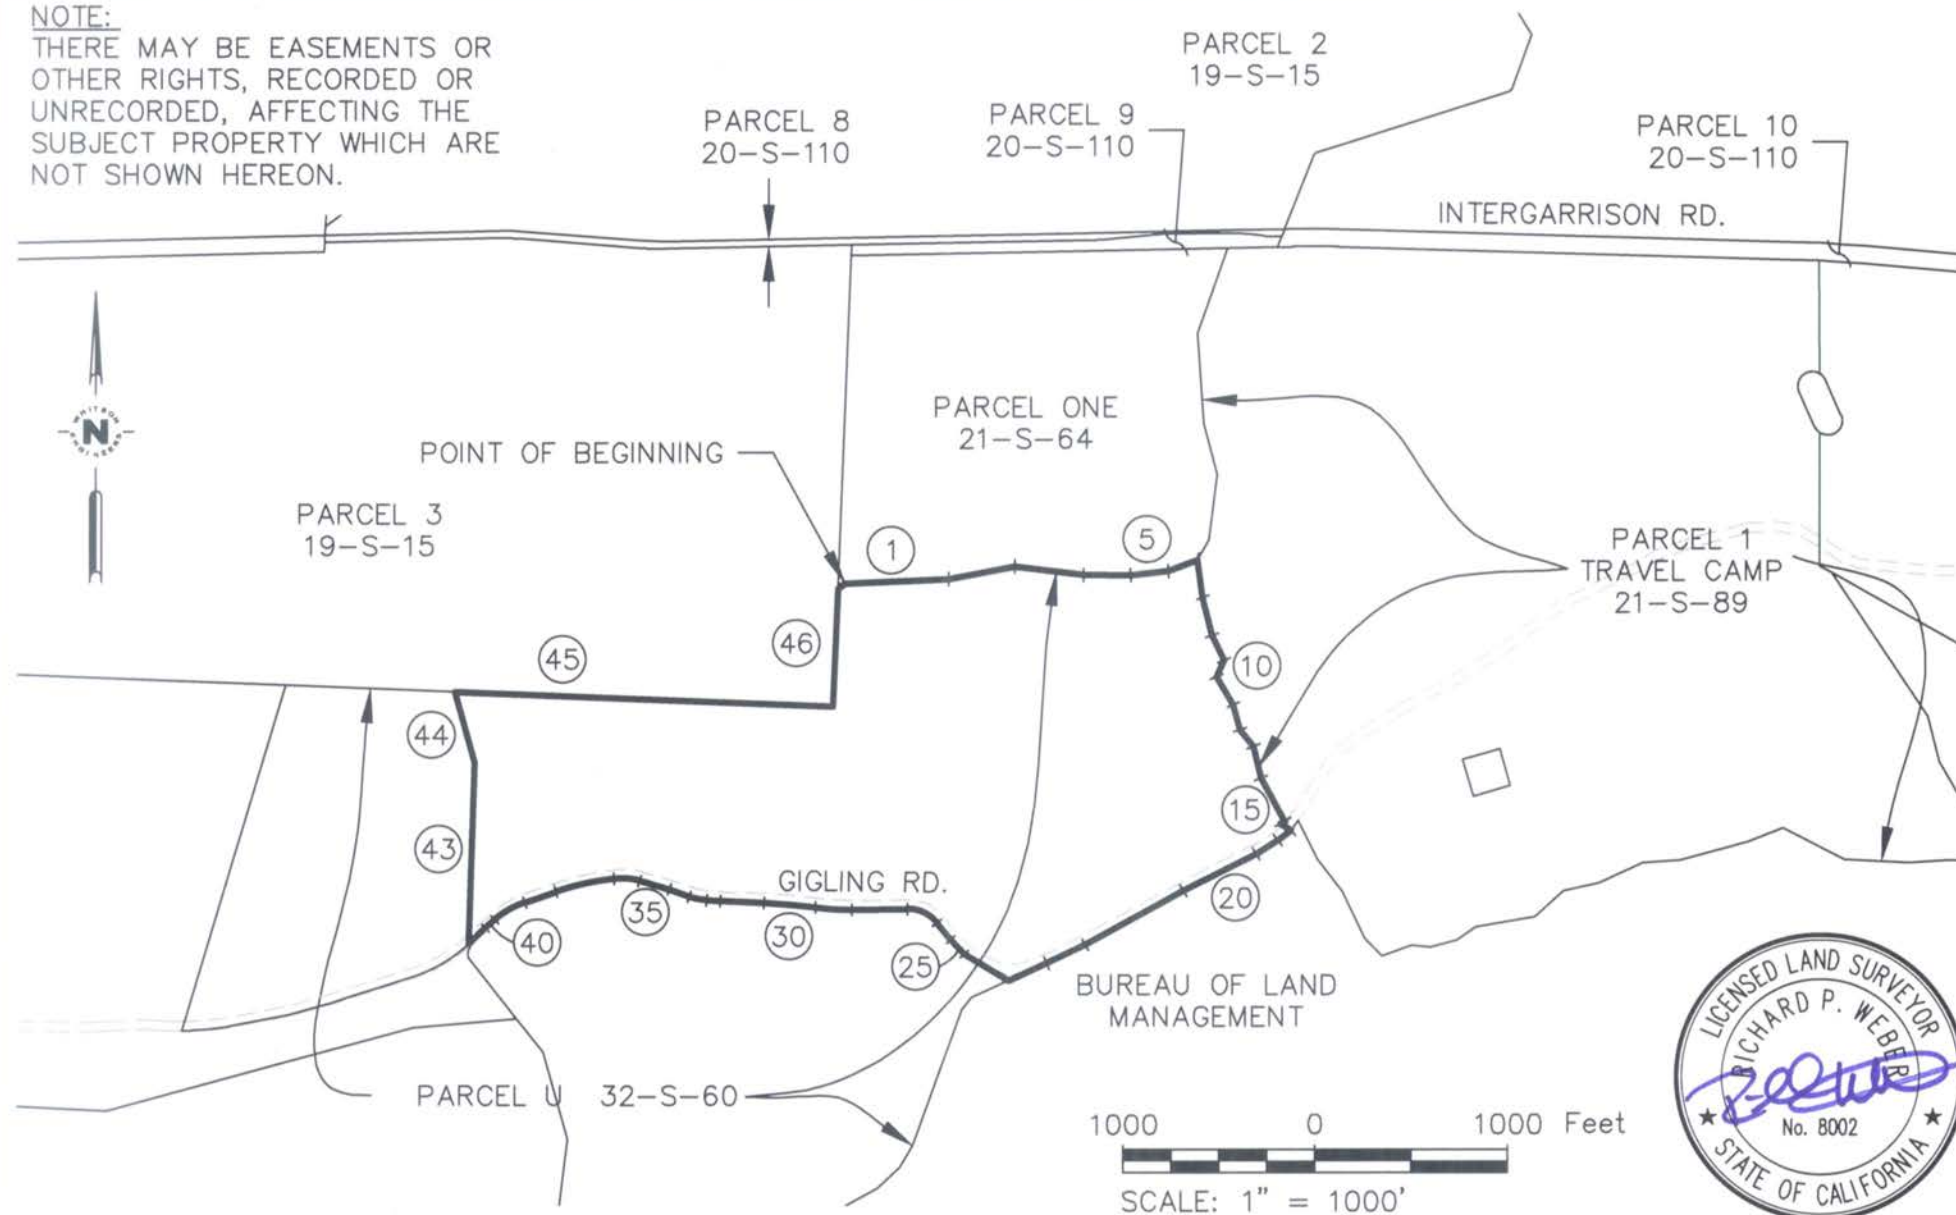 NOTE:
THERE MAY BE EASEMENTS OR
OTHER RIGHTS, RECORDED OR
UNRECORDED, AFFECTING THE
SUBJECT PROPERTY WHICH ARE
NOT SHOWN HEREON.
PARCEL 8
20-S-110
PARCEL 9
20-S-110
PARCEL 2
19-S-15
PARCEL 10
20-S-110
INTERGARRISON RD.
WHITSON
N
ENGINEERS
POINT OF BEGINNING
PARCEL ONE
21-S-64
PARCEL 3
19-S-15
PARCEL 1
TRAVEL CAMP
21-S-89
1
5
46
45
10
44
15
43
GIGLING RD.
20
35
30
40
25
BUREAU OF LAND
MANAGEMENT
PARCEL U 32-S-60
1000 0 1000 Feet
SCALE: 1" = 1000'
LICENSED LAND SURVEYOR
RICHARD P. WEBER
No. 8002
STATE OF CALIFORNIA